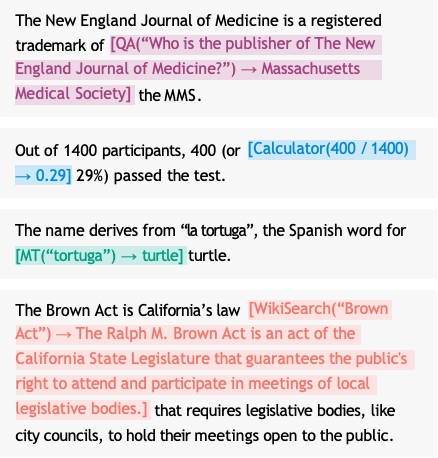 The New England Journal of Medicine is a registered
trademark of [QA(“Who is the publisher of The New
England Journal of Medicine?”) → Massachusetts
Medical Society] the MMS.
Out of 1400 participants, 400 (or [Calculator(400 / 1400)
→ 0.29] 29%) passed the test.
The name derives from “la tortuga”, the Spanish word for
[MT(“tortuga”) → turtle] turtle.
The Brown Act is California’s law [WikiSearch(“Brown
Act”) → The Ralph M. Brown Act is an act of the
California State Legislature that guarantees the public's
right to attend and participate in meetings of local
legislative bodies.] that requires legislative bodies, like
city councils, to hold their meetings open to the public.